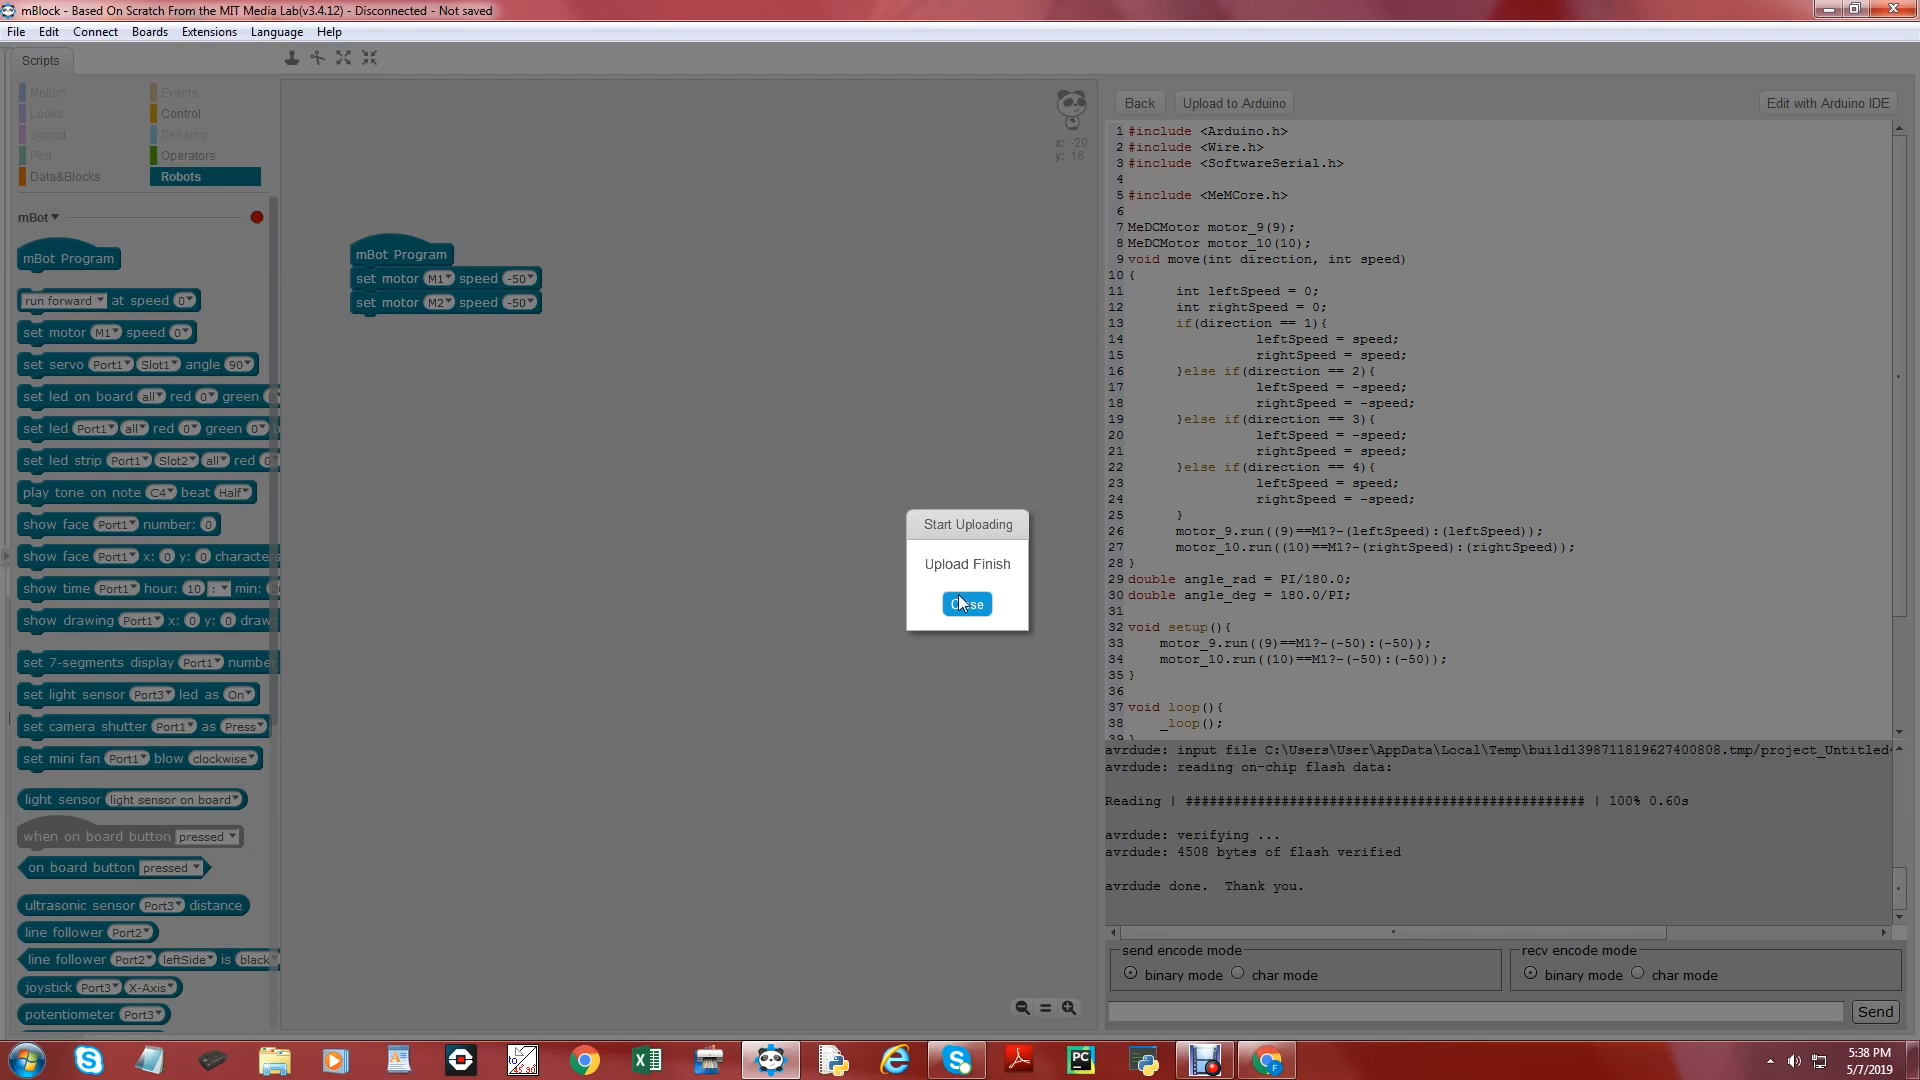 mBlock - Based On Scratch From the MIT Media Lab(v3.4.12) - Disconnected - Not saved
File Edit Connect Boards Extensions Language Help
Scripts
Motion Events
Looks Control
Sound Sensing
Pen Operators
Data&Blocks Robots
mBot
mBot Program
run forward at speed 0
set motor M1 speed 0
set servo Port1 Slot1 angle 90
set led on board all red 0 green
set led Port1 all red 0 green 0
set led strip Port1 Slot2 all red
play tone on note C4 beat Half
show face Port1 number: 0
show face Port1 x: 0 y: 0 character
show time Port1 hour: 10 : min:
show drawing Port1 x: 0 y: 0 draw
set 7-segments display Port1 number
set light sensor Port3 led as On
set camera shutter Port1 as Press
set mini fan Port1 blow clockwise
light sensor light sensor on board
when on board button pressed
on board button pressed
ultrasonic sensor Port3 distance
line follower Port2
line follower Port2 leftSide is black
joystick Port3 X-Axis
potentiometer Port3
x: -20
y: 16
mBot Program
set motor M1 speed -50
set motor M2 speed -50
Start Uploading
Upload Finish
Back Upload to Arduino Edit with Arduino IDE
1 #include <Arduino.h>
2 #include <Wire.h>
3 #include <SoftwareSerial.h>
4
5 #include <MeMCore.h>
6
7 MeDCMotor motor_9(9);
8 MeDCMotor motor_10(10);
9 void move(int direction, int speed)
10 {
11 int leftSpeed = 0;
12 int rightSpeed = 0;
13 if(direction == 1){
14 leftSpeed = speed;
15 rightSpeed = speed;
16 }else if(direction == 2){
17 leftSpeed = -speed;
18 rightSpeed = -speed;
19 }else if(direction == 3){
20 leftSpeed = -speed;
21 rightSpeed = speed;
22 }else if(direction == 4){
23 leftSpeed = speed;
24 rightSpeed = -speed;
25 }
26 motor_9.run((9)==M1?-(leftSpeed):(leftSpeed));
27 motor_10.run((10)==M1?-(rightSpeed):(rightSpeed));
28 }
29 double angle_rad = PI/180.0;
30 double angle_deg = 180.0/PI;
31
32 void setup(){
33 motor_9.run((9)==M1?-(-50):(-50));
34 motor_10.run((10)==M1?-(-50):(-50));
35 }
36
37 void loop(){
38 _loop();
39 }
avrdude: input file C:\Users\User\AppData\Local\Temp\build1398711819627400808.tmp/project_Untitled
avrdude: reading on-chip flash data:
Reading | ################################################## | 100% 0.60s
avrdude: verifying ...
avrdude: 4508 bytes of flash verified
avrdude done. Thank you.
send encode mode recv encode mode
binary mode char mode binary mode char mode
Send
5:38 PM
5/7/2019